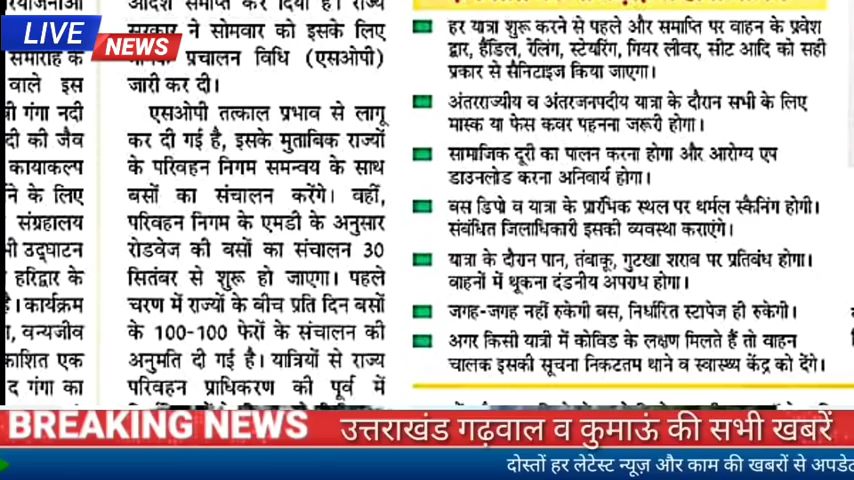 LIVE
NEWS
समारोह के
वाले इस
गंगा नदी
दी की जैव
कायाकल्प
ने के लिए
संग्रहालय
उद्घाटन
हरिद्वार के
है। कार्यक्रम
वन्यजीव
काशित एक
द गंगा का
आदेश समाप्त कर दिया है। राज्य
सरकार ने सोमवार को इसके लिए
मानक प्रचालन विधि (एसओपी)
जारी कर दी।
एसओपी तत्काल प्रभाव से लागू
कर दी गई है, इसके मुताबिक राज्यों
के परिवहन निगम समन्वय के साथ
बसों का संचालन करेंगे। वहीं,
परिवहन निगम के एमडी के अनुसार
रोडवेज की बसों का संचालन 30
सितंबर से शुरू हो जाएगा। पहले
चरण में राज्यों के बीच प्रति दिन बसों
के 100-100 फेरों के संचालन की
अनुमति दी गई है। यात्रियों से राज्य
परिवहन प्राधिकरण की पूर्व में
हर यात्रा शुरू करने से पहले और समाप्ति पर वाहन के प्रवेश
द्वार, हैंडिल, रेलिंग, स्टेयरिंग, गियर लीवर, सीट आदि को सही
प्रकार से सैनिटाइज किया जाएगा।
अंतरराज्यीय व अंतरजनपदीय यात्रा के दौरान सभी के लिए
मास्क या फेस कवर पहनना जरूरी होगा।
सामाजिक दूरी का पालन करना होगा और आरोग्य एप
डाउनलोड करना अनिवार्य होगा।
बस डिपो व यात्रा के प्रारंभिक स्थल पर थर्मल स्कैनिंग होगी।
संबंधित जिलाधिकारी इसकी व्यवस्था कराएंगे।
यात्रा के दौरान पान, तंबाकू, गुटखा शराब पर प्रतिबंध होगा।
वाहनों में थूकना दंडनीय अपराध होगा।
जगह-जगह नहीं रुकेगी बस, निर्धारित स्टापेज ही रुकेगी।
अगर किसी यात्री में कोविड के लक्षण मिलते हैं तो वाहन
चालक इसकी सूचना निकटतम थाने व स्वास्थ्य केंद्र को देंगे।
BREAKING NEWS
उत्तराखंड गढ़वाल व कुमाऊं की सभी खबरें
दोस्तों हर लेटेस्ट न्यूज़ और काम की खबरों से अपडेट